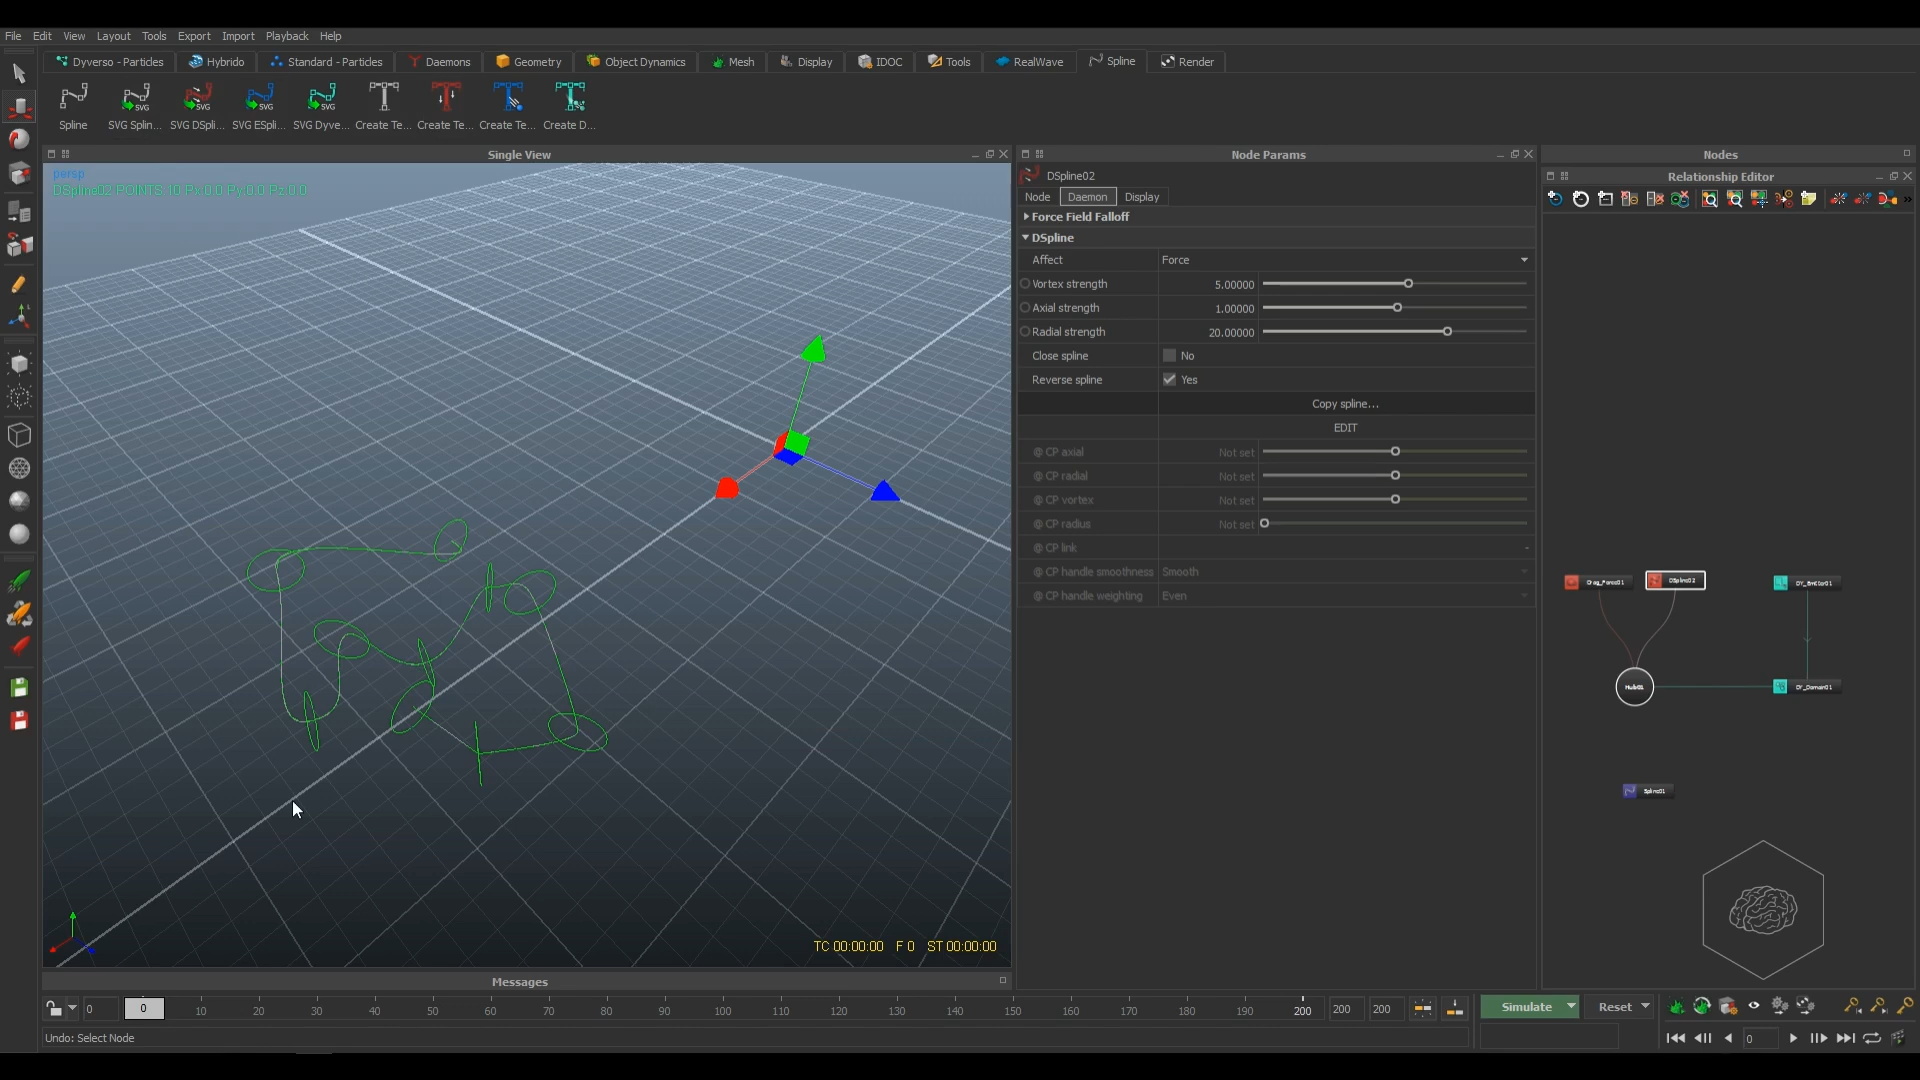 File Edit View Layout Tools Export Import Playback Help
Dyverso - Particles Hybrido Standard - Particles Daemons Geometry Object Dynamics Mesh Display IDOC Tools RealWave Spline Render
Spline SVG Splin... SVG DSpli... SVG ESpli... SVG Dyve... Create Te... Create Te... Create Te... Create D...
Single View
persp
DSpline02 POINTS:10 Px:0.0 Py:0.0 Pz:0.0
TC 00:00:00 F 0 ST 00:00:00
Node Params
DSpline02
Node Daemon Display
Force Field Falloff
DSpline
Affect Force
Vortex strength 5.00000
Axial strength 1.00000
Radial strength 20.00000
Close spline No
Reverse spline Yes
Copy spline...
EDIT
@ CP axial Not set
@ CP radial Not set
@ CP vortex Not set
@ CP radius Not set
@ CP link -
@ CP handle smoothness Smooth
@ CP handle weighting Even
Nodes
Relationship Editor
Drag_Force01 DSpline02 DY_Emitter01
Hub01 DY_Domain01
Spline01
Messages
0 0 10 20 30 40 50 60 70 80 90 100 110 120 130 140 150 160 170 180 190 200 200 200
Simulate Reset
Undo: Select Node
0